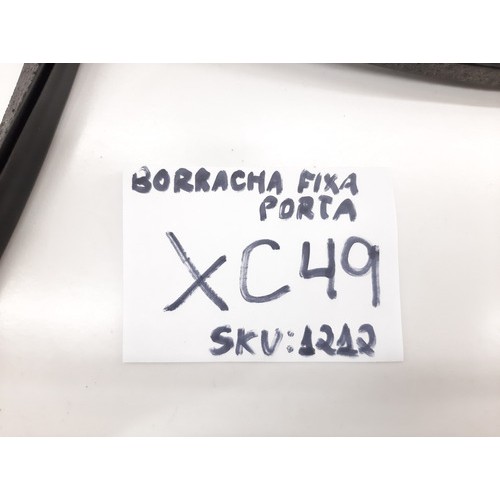 BORRACHA FIXA
PORTA
XC49
SKU:1212